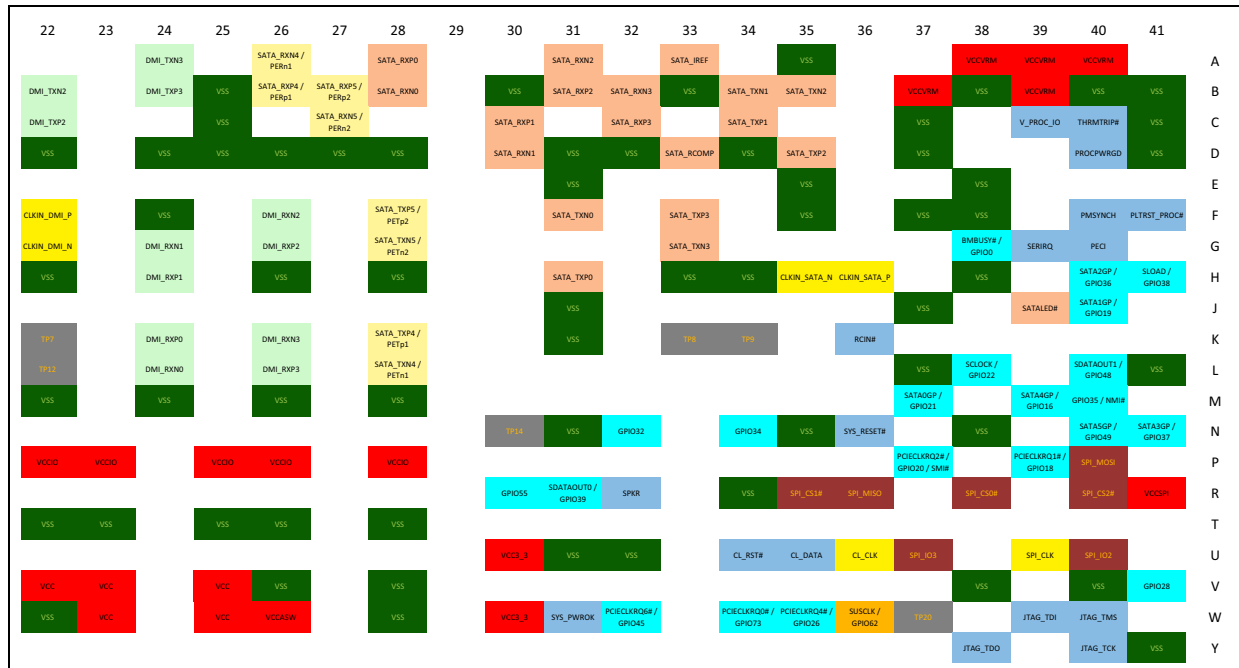 22 23 24 25 26 27 28 29 30 31 32 33 34 35 36 37 38 39 40 41
DMI_TXN3 SATA_RXN4 / PERn1 SATA_RXP0 SATA_RXN2 SATA_IREF VSS VCCVRM VCCVRM VCCVRM A
DMI_TXN2 DMI_TXP3 VSS SATA_RXP4 / PERp1 SATA_RXP5 / PERp2 SATA_RXN0 VSS SATA_RXP2 SATA_RXN3 VSS SATA_TXN1 SATA_TXN2 VCCVRM VSS VCCVRM VSS VSS B
DMI_TXP2 VSS SATA_RXN5 / PERn2 SATA_RXP1 SATA_RXP3 SATA_TXP1 VSS V_PROC_IO THRMTRIP# VSS C
VSS VSS VSS VSS VSS VSS SATA_RXN1 VSS VSS SATA_RCOMP VSS SATA_TXP2 VSS PROCPWRGD VSS D
VSS VSS VSS E
CLKIN_DMI_P VSS DMI_RXN2 SATA_TXP5 / PETp2 SATA_TXN0 SATA_TXP3 VSS VSS VSS PMSYNCH PLTRST_PROC# F
CLKIN_DMI_N DMI_RXN1 DMI_RXP2 SATA_TXN5 / PETn2 SATA_TXN3 BMBUSY# / GPIO0 SERIRQ PECI G
VSS DMI_RXP1 VSS VSS SATA_TXP0 VSS VSS CLKIN_SATA_N CLKIN_SATA_P VSS SATA2GP / GPIO36 SLOAD / GPIO38 H
VSS VSS SATALED# SATA1GP / GPIO19 J
TP7 DMI_RXP0 DMI_RXN3 SATA_TXP4 / PETp1 VSS TP8 TP9 RCIN# K
TP12 DMI_RXN0 DMI_RXP3 SATA_TXN4 / PETn1 VSS SCLOCK / GPIO22 SDATAOUT1 / GPIO48 VSS L
VSS VSS VSS VSS SATA0GP / GPIO21 SATA4GP / GPIO16 GPIO35 / NMI# M
TP14 VSS GPIO32 GPIO34 VSS SYS_RESET# VSS SATA5GP / GPIO49 SATA3GP / GPIO37 N
VCCIO VCCIO VCCIO VCCIO VCCIO PCIECLKRQ2# / GPIO20 / SMI# PCIECLKRQ1# / GPIO18 SPI_MOSI P
GPIO55 SDATAOUT0 / GPIO39 SPKR VSS SPI_CS1# SPI_MISO SPI_CS0# SPI_CS2# VCCSPI R
VSS VSS VSS VSS VSS T
VCC3_3 VSS VSS CL_RST# CL_DATA CL_CLK SPI_IO3 SPI_CLK SPI_IO2 U
VCC VCC VCC VSS VSS VSS VSS GPIO28 V
VSS VCC VCC VCCASW VSS VCC3_3 SYS_PWROK PCIECLKRQ6# / GPIO45 PCIECLKRQ0# / GPIO73 PCIECLKRQ4# / GPIO26 SUSCLK / GPIO62 TP20 JTAG_TDI JTAG_TMS W
JTAG_TDO JTAG_TCK VSS Y